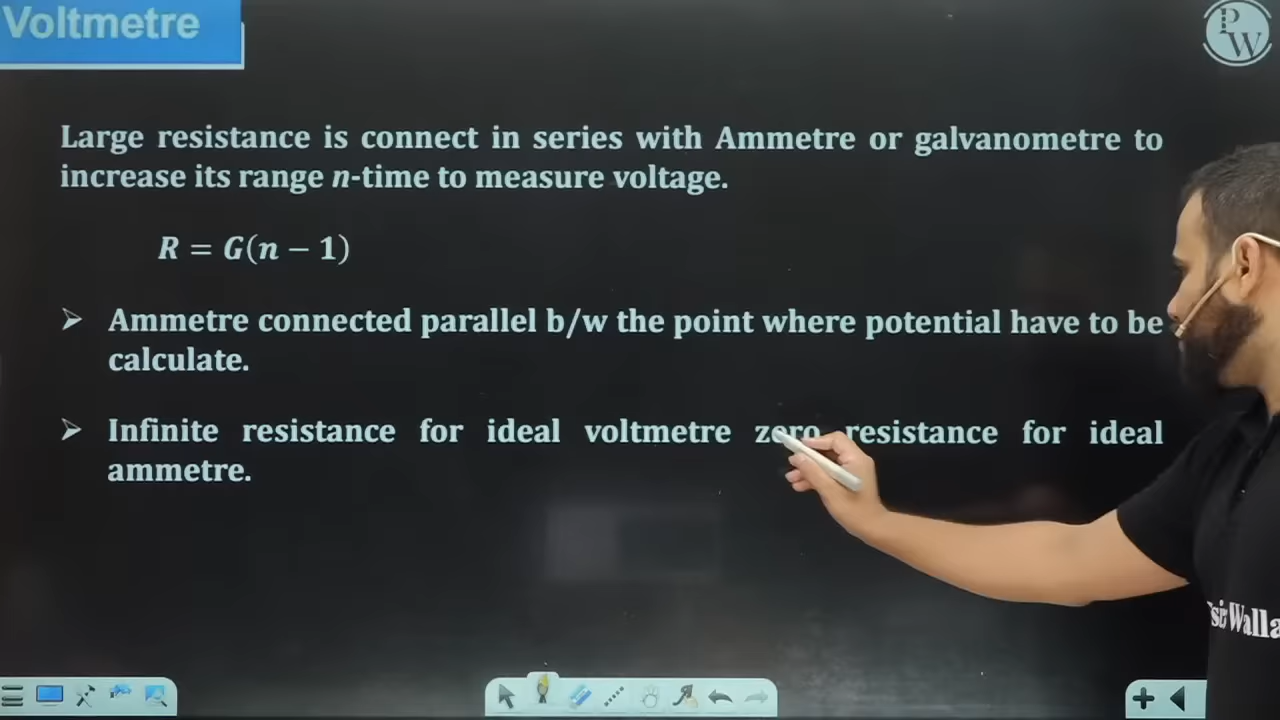 Voltmetre
PW
Large resistance is connect in series with Ammetre or galvanometre to
increase its range n-time to measure voltage.
R = G(n − 1)
➢ Ammetre connected parallel b/w the point where potential have to be
calculate.
➢ Infinite resistance for ideal voltmetre zero resistance for ideal
ammetre.
Walla